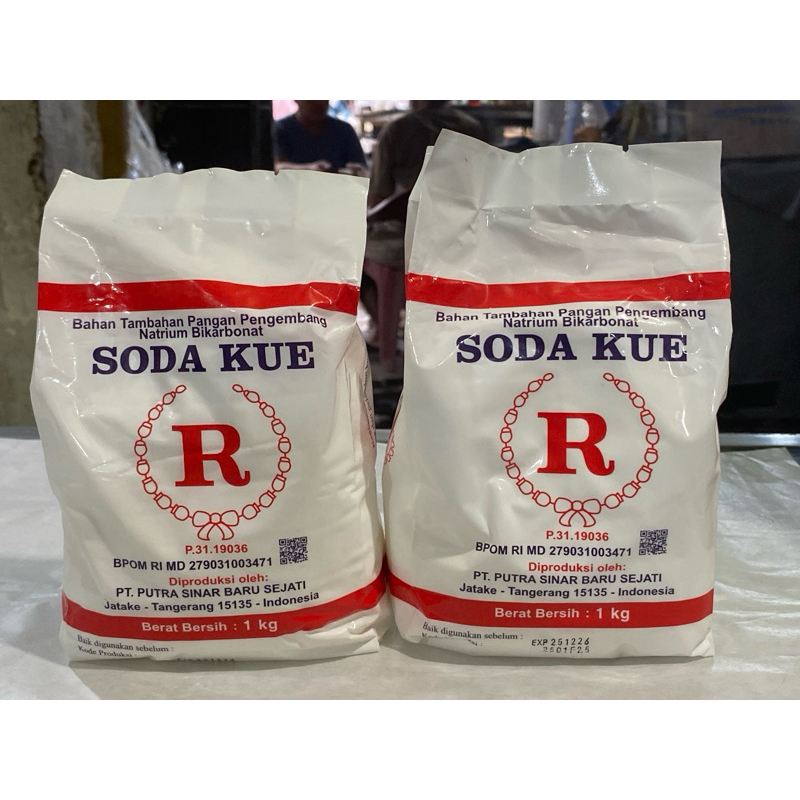 Bahan Tambahan Pangan Pengembang
Natrium Bikarbonat
SODA KUE
R
P.31.19036
BPOM RI MD 279031003471
Diproduksi oleh:
PT. PUTRA SINAR BARU SEJATI
Jatake - Tangerang 15135 - Indonesia
Berat Bersih : 1 kg
Baik digunakan sebelum :
Kode Produksi :
Bahan Tambahan Pangan Pengembang
Natrium Bikarbonat
SODA KUE
R
P.31.19036
BPOM RI MD 279031003471
Diproduksi oleh:
PT. PUTRA SINAR BARU SEJATI
Jatake - Tangerang 15135 - Indonesia
Berat Bersih : 1 kg
Baik digunakan sebelum :
EXP 251226